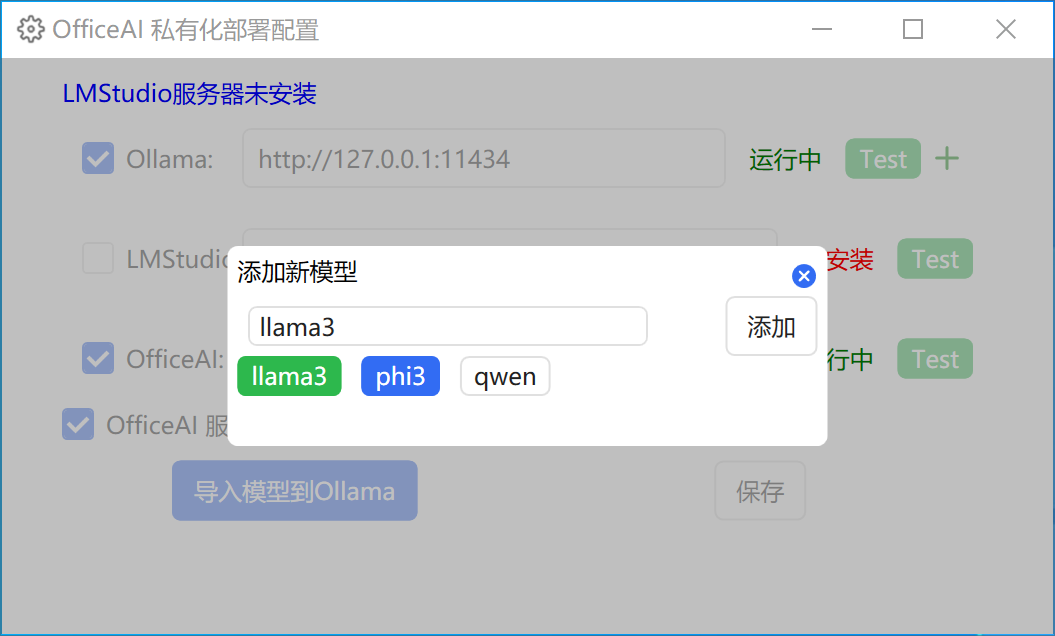 OfficeAI 私有化部署配置
LMStudio服务器未安装
Ollama: http://127.0.0.1:11434 运行中 Test
LMStudio 安装 Test
添加新模型
llama3 添加
llama3 phi3 qwen
OfficeAI: 行中 Test
OfficeAI 服
导入模型到Ollama 保存